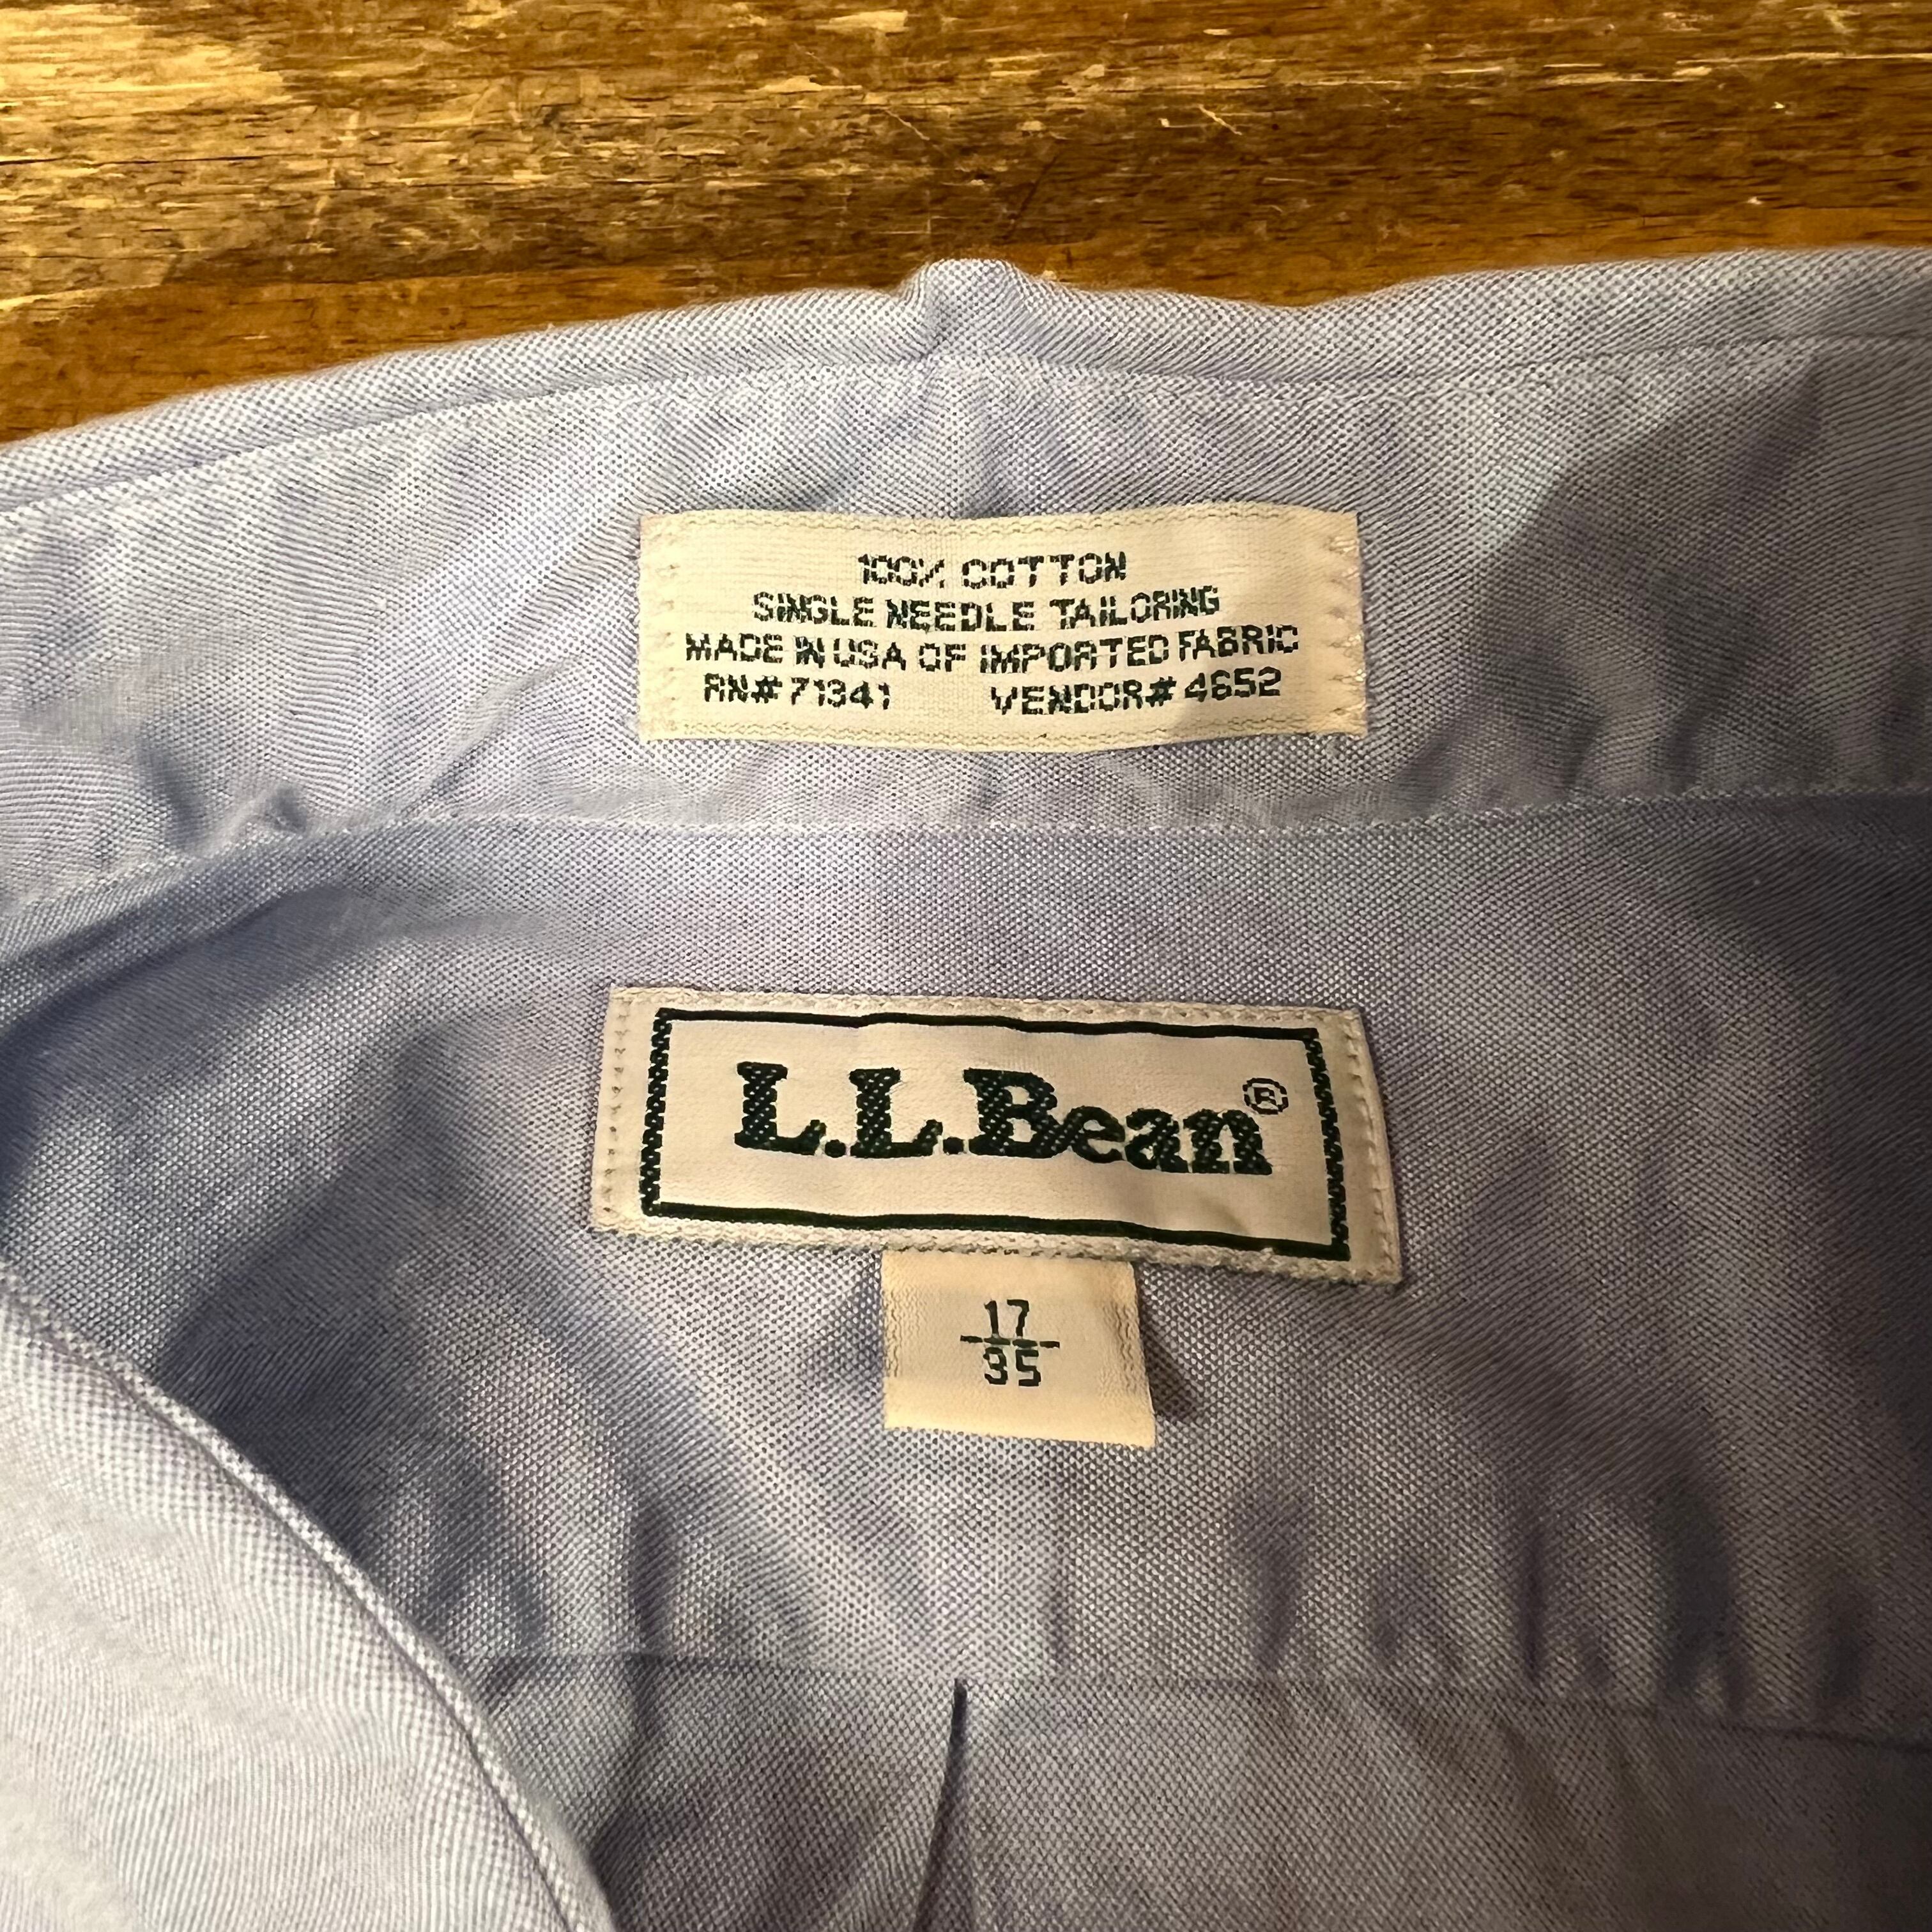 100% COTTON
SINGLE NEEDLE TAILORING
MADE IN USA OF IMPORTED FABRIC
RN# 71341 VENDOR# 4652
L.L.Bean®
17
35